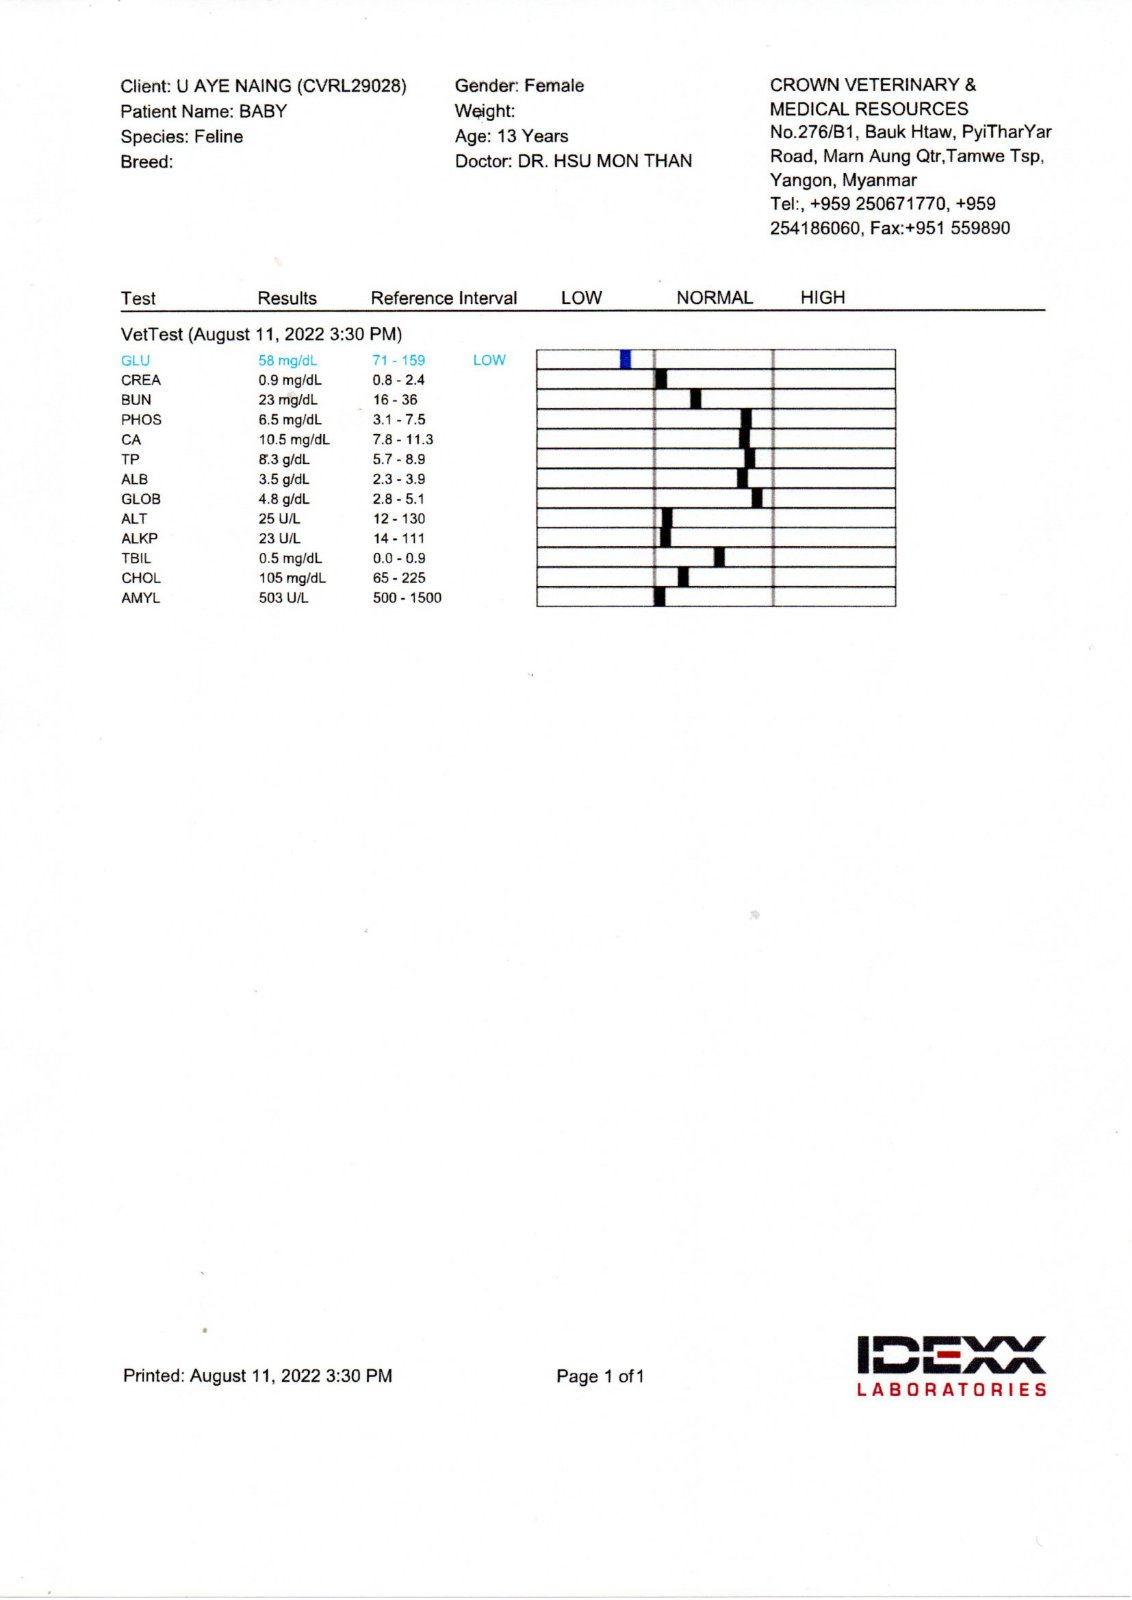 Client: U AYE NAING (CVRL29028)
Patient Name: BABY
Species: Feline
Breed:
Gender: Female
Weight:
Age: 13 Years
Doctor: DR. HSU MON THAN
CROWN VETERINARY &
MEDICAL RESOURCES
No.276/B1, Bauk Htaw, PyiTharYar
Road, Marn Aung Qtr,Tamwe Tsp,
Yangon, Myanmar
Tel:, +959 250671770, +959
254186060, Fax:+951 559890
Test Results Reference Interval LOW NORMAL HIGH
VetTest (August 11, 2022 3:30 PM)
GLU 58 mg/dL 71 - 159 LOW
CREA 0.9 mg/dL 0.8 - 2.4
BUN 23 mg/dL 16 - 36
PHOS 6.5 mg/dL 3.1 - 7.5
CA 10.5 mg/dL 7.8 - 11.3
TP 8.3 g/dL 5.7 - 8.9
ALB 3.5 g/dL 2.3 - 3.9
GLOB 4.8 g/dL 2.8 - 5.1
ALT 25 U/L 12 - 130
ALKP 23 U/L 14 - 111
TBIL 0.5 mg/dL 0.0 - 0.9
CHOL 105 mg/dL 65 - 225
AMYL 503 U/L 500 - 1500
Printed: August 11, 2022 3:30 PM
Page 1 of 1
IDEXX
LABORATORIES